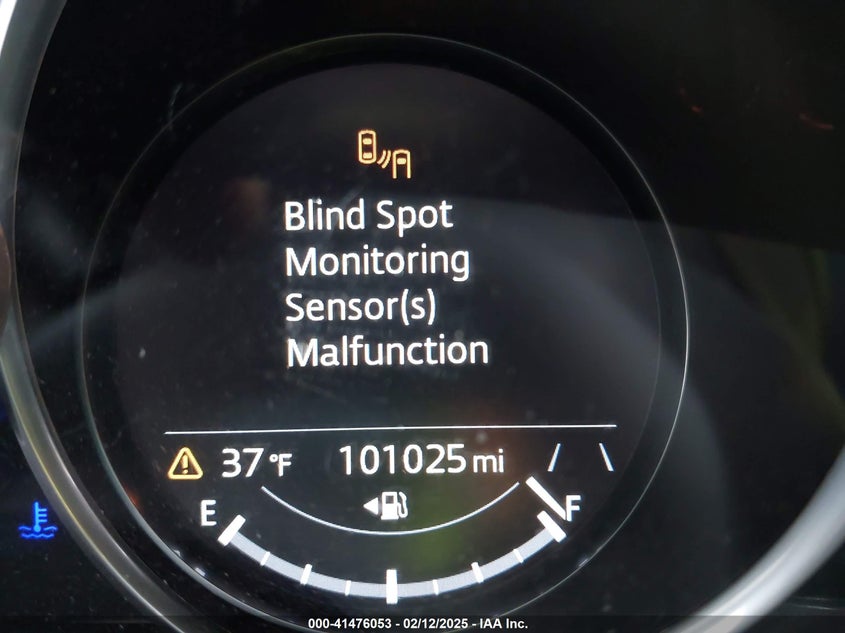 Blind Spot
Monitoring
Sensor(s)
Malfunction
37 °F 101025 mi
E F
000-41476053 - 02/12/2025 - IAA Inc.